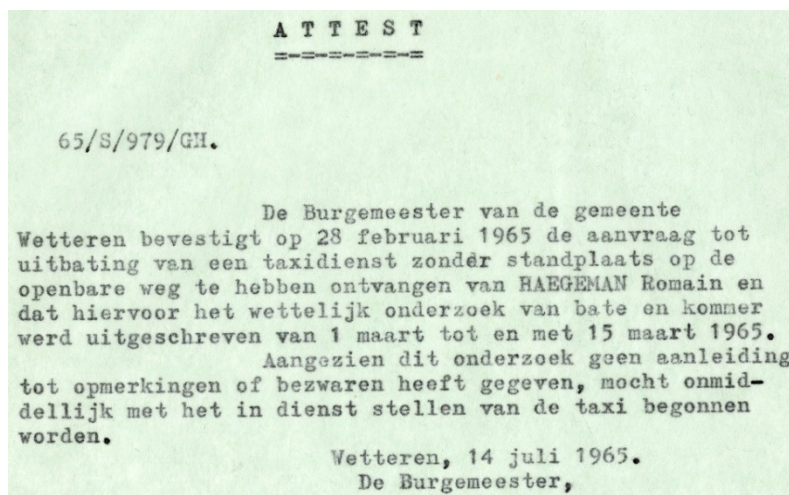 A T T E S T
=-=-=-=-=-=
65/S/979/GH.
De Burgemeester van de gemeente
Wetteren bevestigt op 28 februari 1965 de aanvraag tot
uitbating van een taxidienst zonder standplaats op de
openbare weg te hebben ontvangen van HAEGEMAN Romain en
dat hiervoor het wettelijk onderzoek van bate en kommer
werd uitgeschreven van 1 maart tot en met 15 maart 1965.
Aangezien dit onderzoek geen aanleiding
tot opmerkingen of bezwaren heeft gegeven, mocht onmid-
dellijk met het in dienst stellen van de taxi begonnen
worden.
Wetteren, 14 juli 1965.
De Burgemeester,